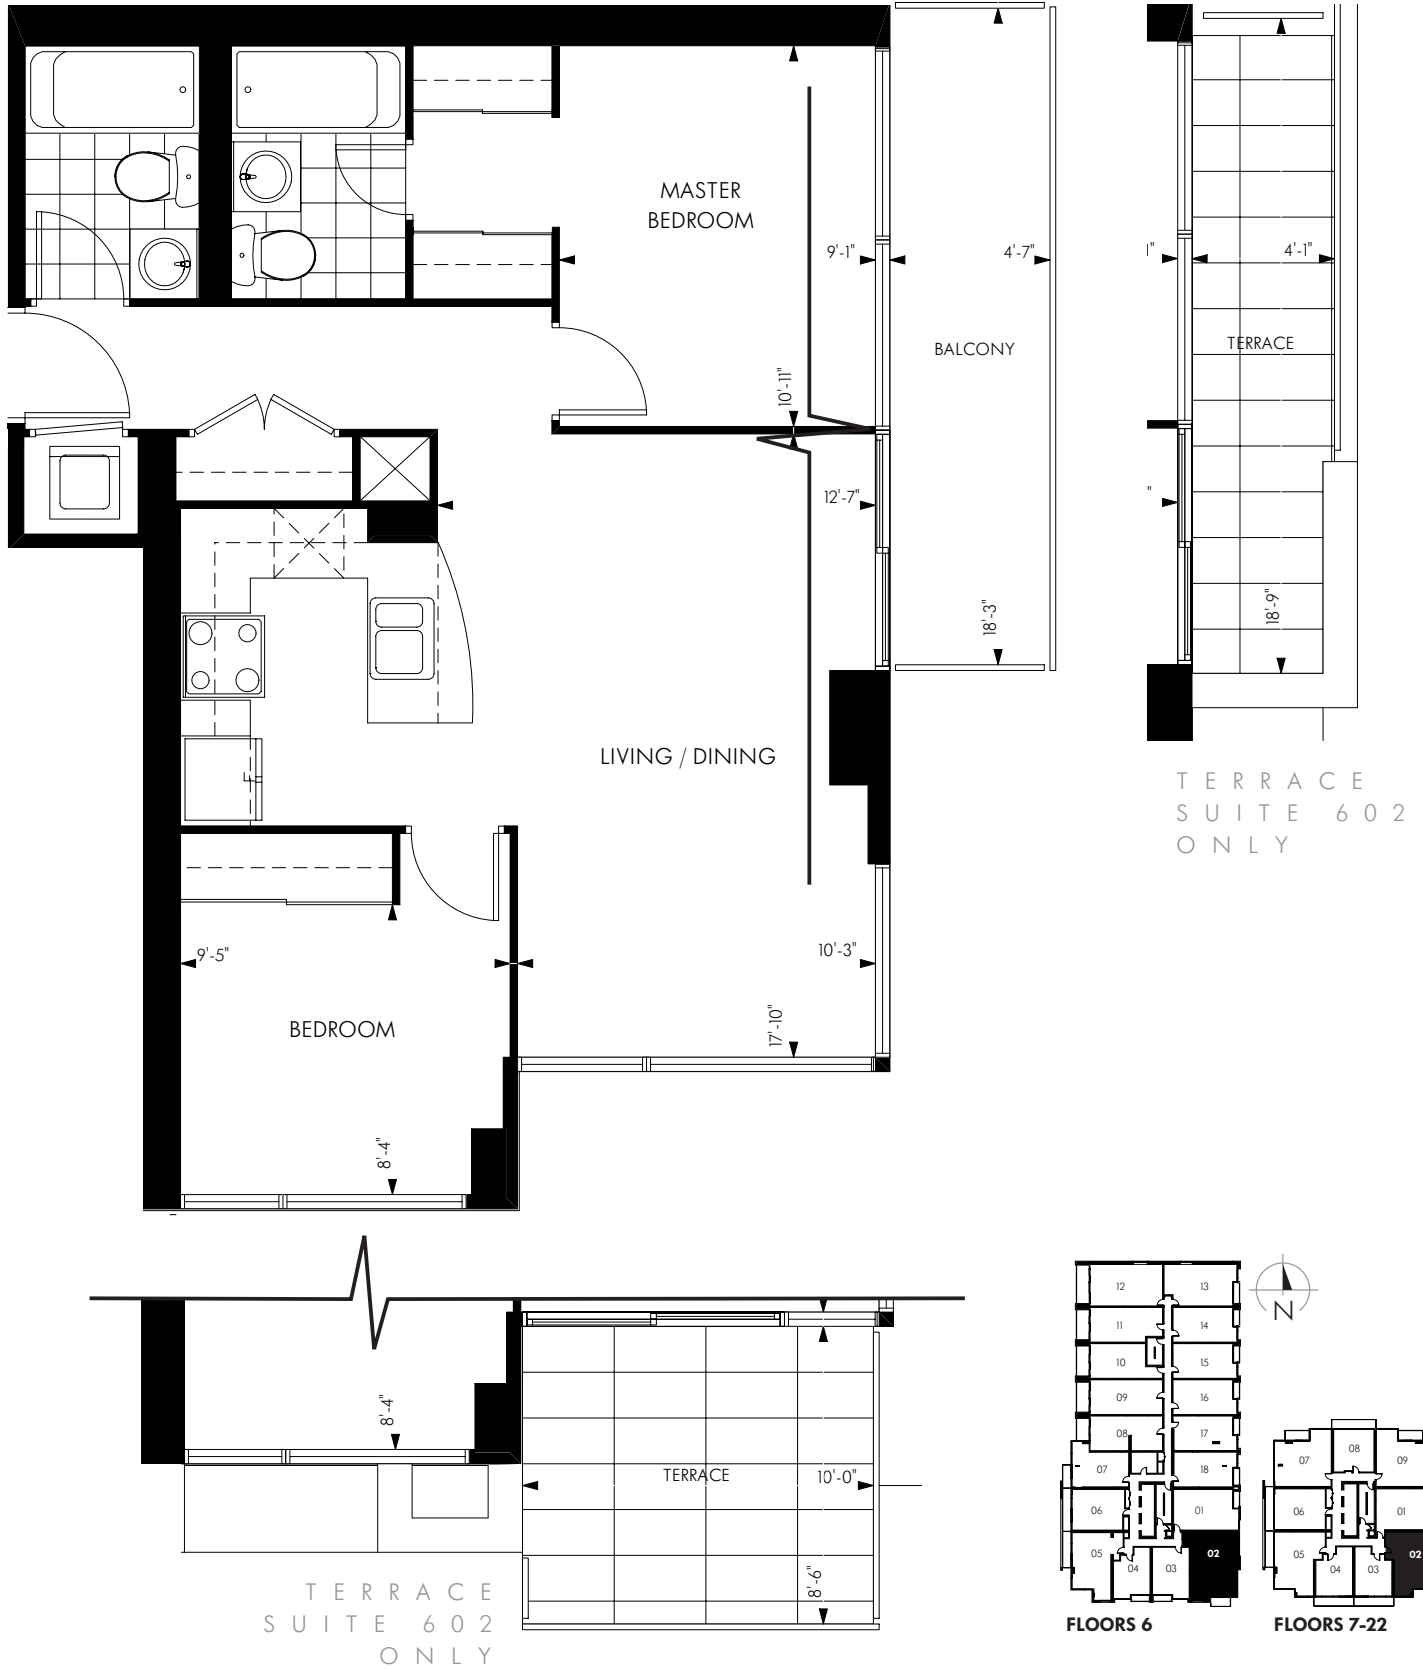 MASTER
BEDROOM
9'-1"
4'-7"
1"
4'-1"
BALCONY
TERRACE
10'-11"
12'-7"
"
18'-3"
18'-9"
LIVING / DINING
TERRACE
SUITE 602
ONLY
9'-5"
10'-3"
17'-10"
BEDROOM
8'-4"
N
12
13
11
14
10
15
09
16
08
17
07
18
06
01
05
04
03
02
FLOORS 6
08
07
09
06
01
05
04
03
02
FLOORS 7-22
8'-4"
TERRACE
10'-0"
8'-6"
TERRACE
SUITE 602
ONLY